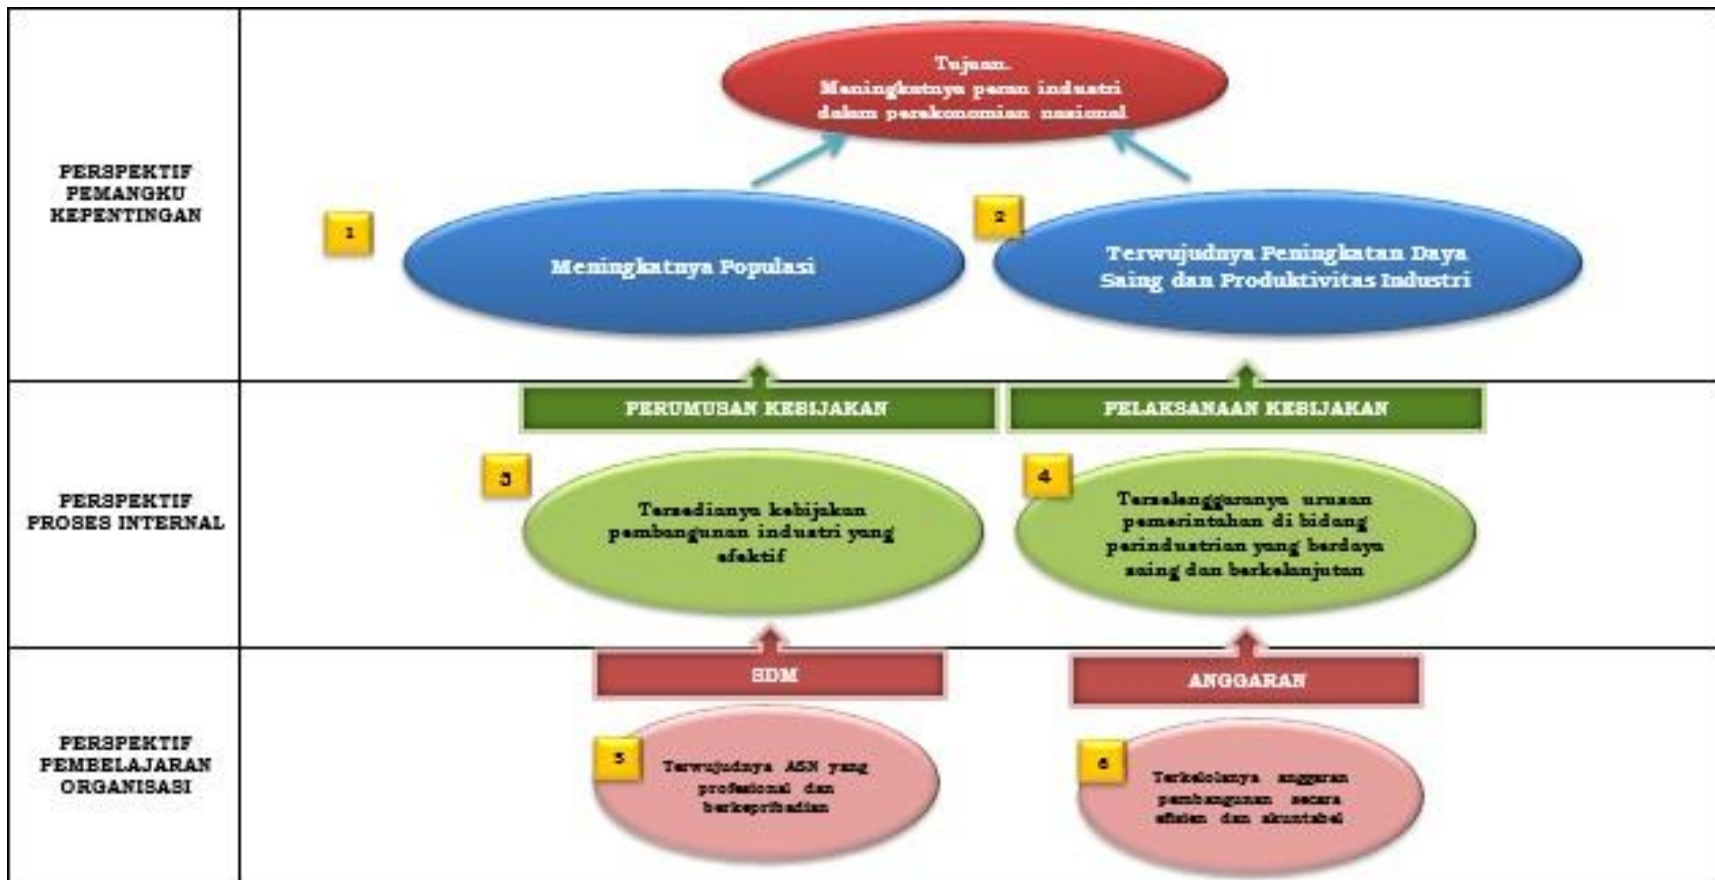 Tujuan.
Meningkatnya peran industri
dalam perekonomian nasional
PERSPEKTIF
PEMANGKU
KEPENTINGAN
1
Meningkatnya Populasi
2
Terwujudnya Peningkatan Daya
Saing dan Produktivitas Industri
PERUMUSAN KEBIJAKAN
PELAKSANAAN KEBIJAKAN
PERSPEKTIF
PROSES INTERNAL
3
Tersedianya kebijakan
pembangunan industri yang
efektif
4
Terselenggaranya urusan
pemerintahan di bidang
perindustrian yang berdaya
saing dan berkelanjutan
SDM
ANGGARAN
PERSPEKTIF
PEMBELAJARAN
ORGANISASI
5
Terwujudnya ASN yang
profesional dan
berkepribadian
6
Terkelolanya anggaran
pembangunan secara
efisien dan akuntabel